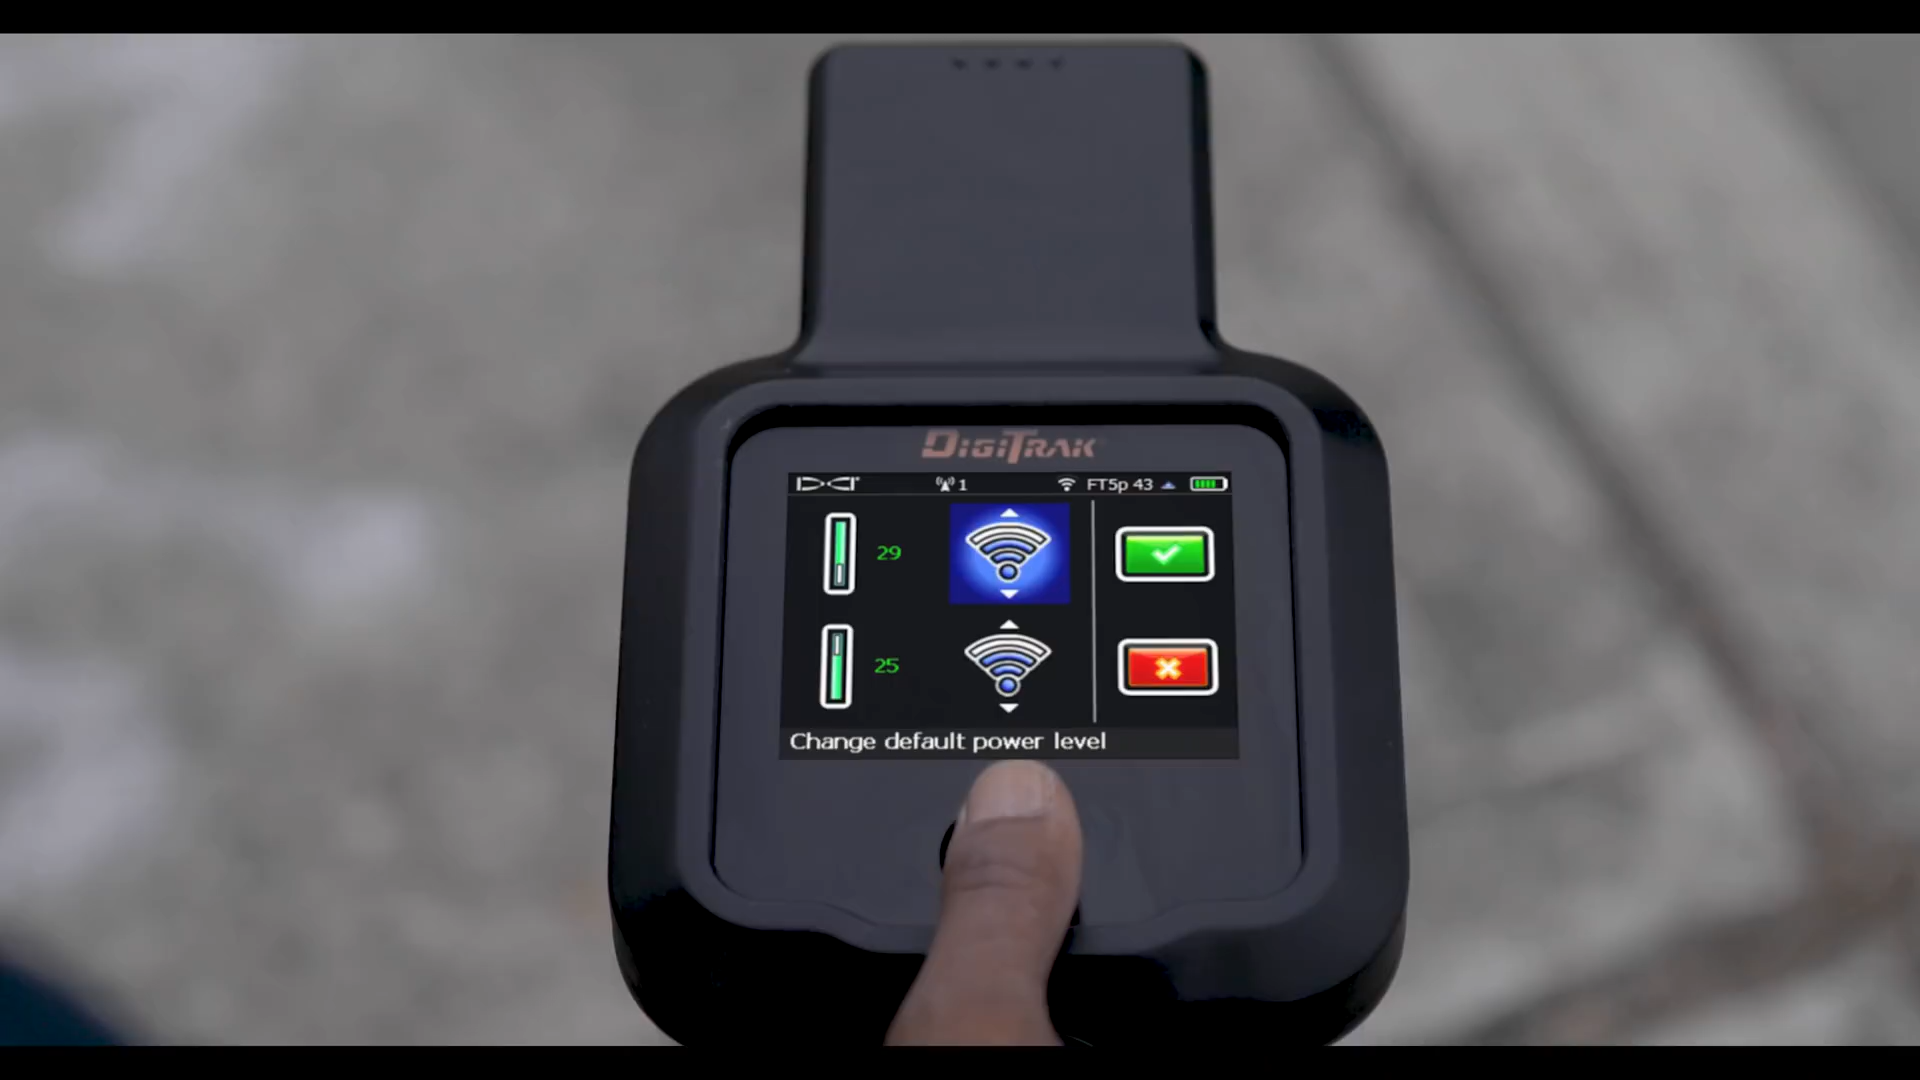 DIGITRAK
DCI 1 FT5p 43
29
25
Change default power level